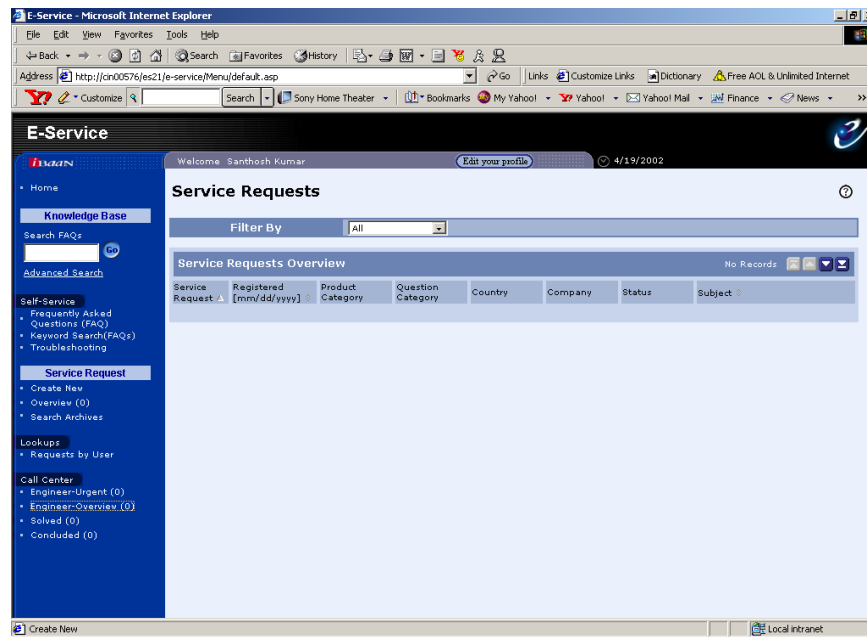 E-Service - Microsoft Internet Explorer
File Edit View Favorites Tools Help
Back Search Favorites History
Address http://cin00576/es21/e-service/Menu/default.asp Go Links Customize Links Dictionary Free AOL & Unlimited Internet
Y! Customize Search Sony Home Theater Bookmarks My Yahoo! Yahoo! Yahoo! Mail Finance News »
E-Service
iBaan Welcome Santhosh Kumar Edit your profile 4/19/2002
Home
Service Requests
Knowledge Base
Filter By All
Search FAQs
Go
Advanced Search
Service Requests Overview No Records
Service Request Registered [mm/dd/yyyy] Product Category Question Category Country Company Status Subject
Self-Service
Frequently Asked
Questions (FAQ)
Keyword Search(FAQs)
Troubleshooting
Service Request
Create New
Overview (0)
Search Archives
Lookups
Requests by User
Call Center
Engineer-Urgent (0)
Engineer-Overview (0)
Solved (0)
Concluded (0)
Create New Local intranet